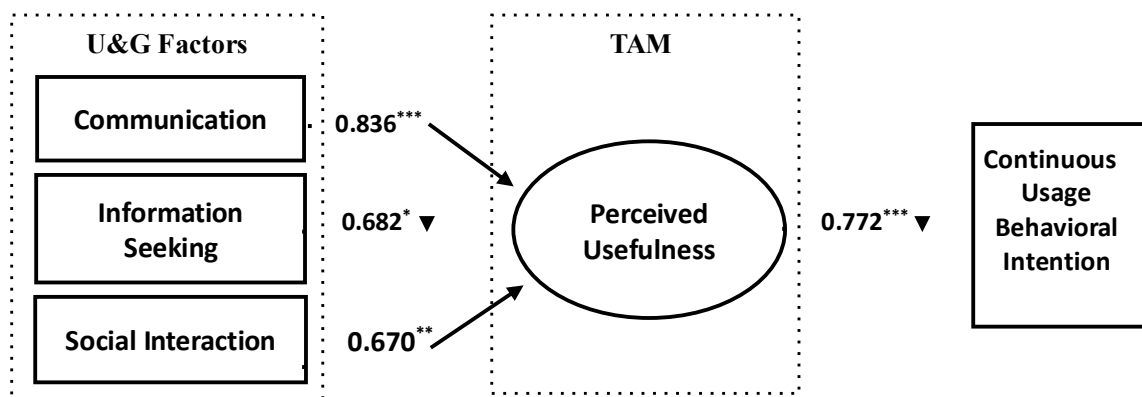 U&G Factors
TAM
Communication
0.836***
Continuous
Usage
Behavioral
Intention
Information
Seeking
0.682* ▼
Perceived
Usefulness
0.772*** ▼
Social Interaction
0.670**